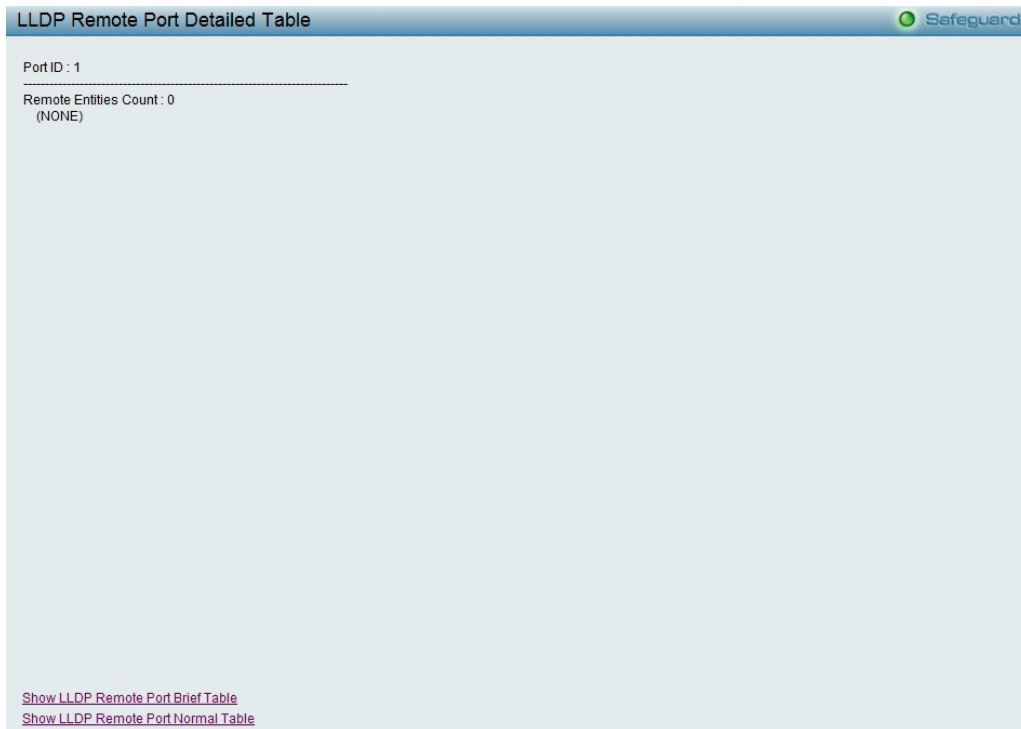 LLDP Remote Port Detailed Table
Safeguard
Port ID : 1
--------------------------------------------------------------------------------
Remote Entities Count : 0
(NONE)
Show LLDP Remote Port Brief Table
Show LLDP Remote Port Normal Table